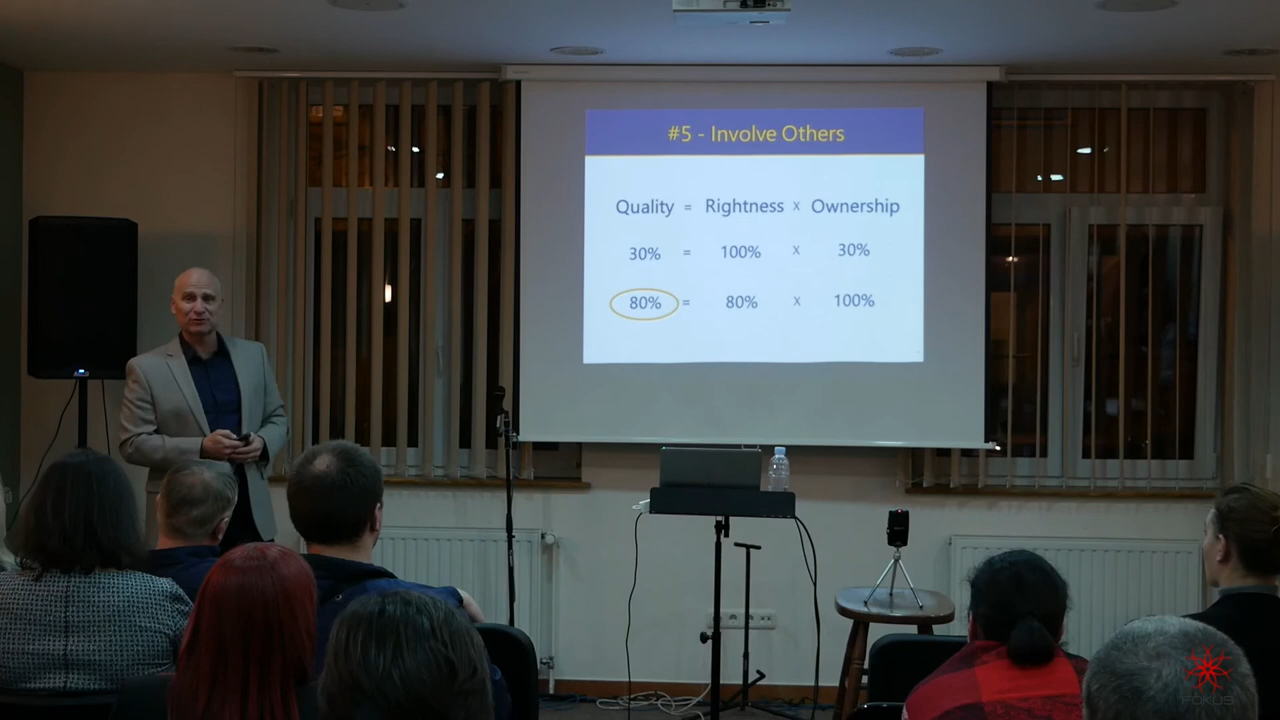 #5 - Involve Others
Quality = Rightness x Ownership
30% = 100% x 30%
80% = 80% x 100%
FOKUS